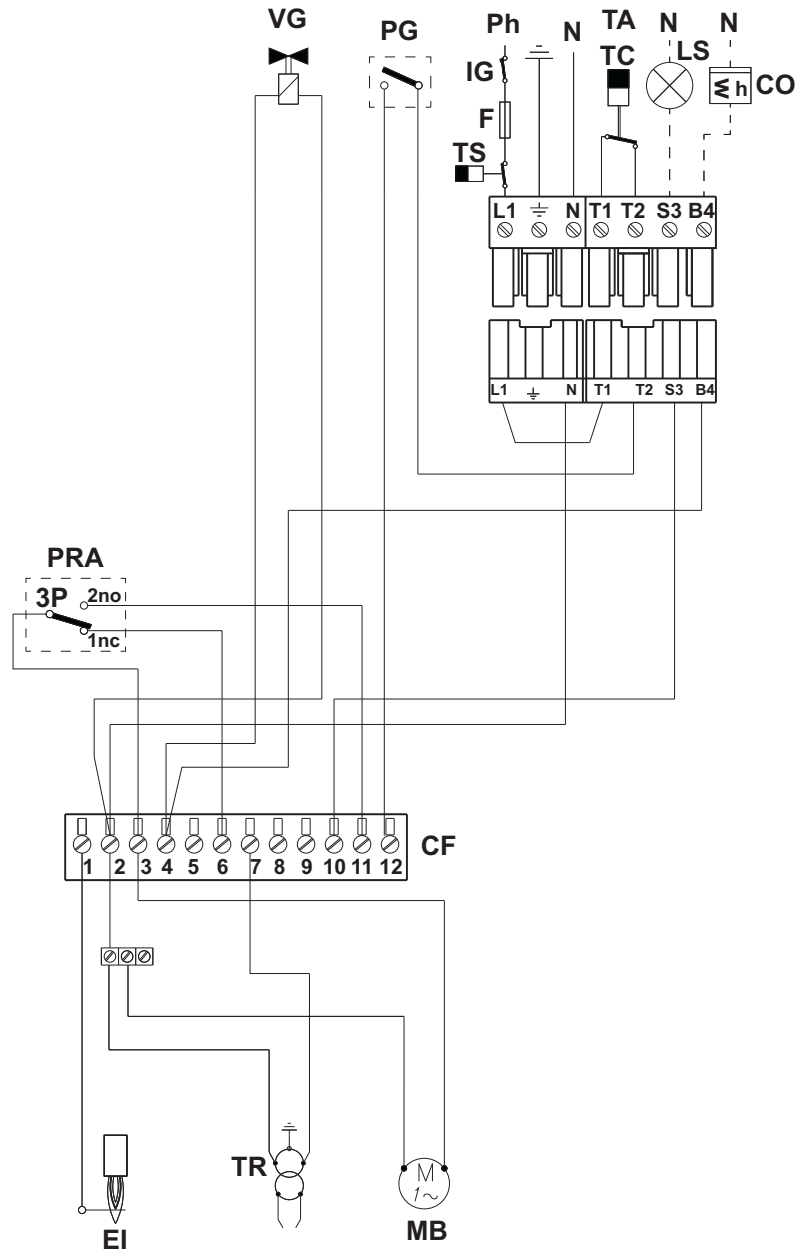 VG
PG
Ph
N
TA
TC
N
LS
N
IG
F
TS
W h
CO
L1 N T1 T2 S3 B4
L1 N T1 T2 S3 B4
PRA
3P
2no
1nc
CF
1 2 3 4 5 6 7 8 9 10 11 12
TR
M
1~
EI
MB